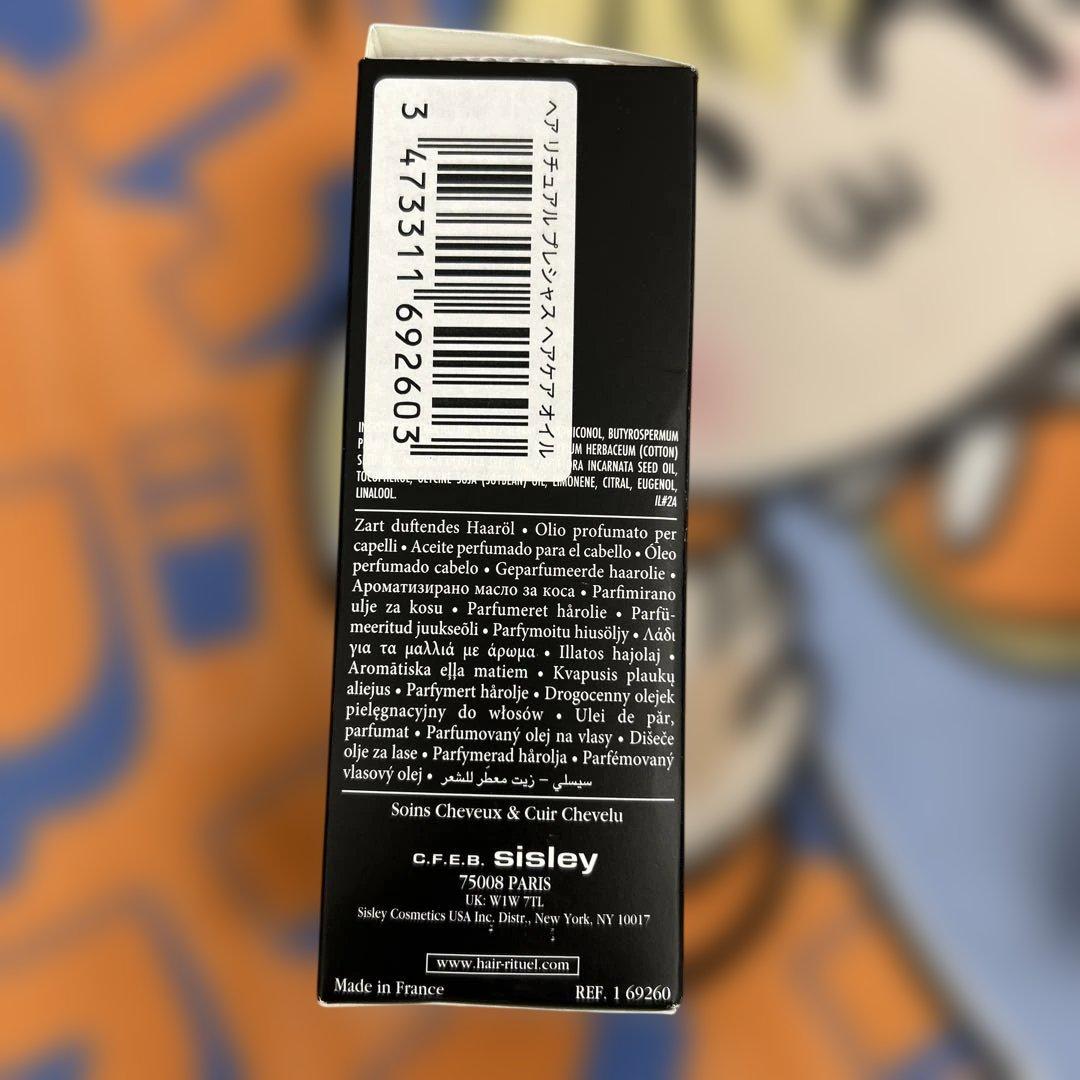 ヘア リチュアル プレシャス ヘアケア オイル
3 473311 692603
ICONOL, BUTYROSPERMUM
UM HERBACEUM (COTTON)
ORA INCARNATA SEED OIL,
TOCOPHEROL, GLYCINE SOJA (SOYBEAN) OIL, LIMONENE, CITRAL, EUGENOL,
LINALOOL. IL#2A
Zart duftendes Haaröl • Olio profumato per
capelli • Aceite perfumado para el cabello • Óleo
perfumado cabelo • Geparfumeerde haarolie •
Ароматизирано масло за коса • Parfimirano
ulje za kosu • Parfumeret hårolie • Parfü-
meeritud juukseõli • Parfymoitu hiusöljy • Λάδι
για τα μαλλιά με άρωμα • Illatos hajolaj •
Aromātiska eļļa matiem • Kvapusis plaukų
aliejus • Parfymert hårolje • Drogocenny olejek
pielęgnacyjny do włosów • Ulei de păr,
parfumat • Parfumovaný olej na vlasy • Dišeče
olje za lase • Parfymerad hårolja • Parfémovaný
vlasový olej • سيسلي – زيت معطّر للشعر
Soins Cheveux & Cuir Chevelu
C.F.E.B. sisley
75008 PARIS
UK: W1W 7TL
Sisley Cosmetics USA Inc. Distr., New York, NY 10017
www.hair-rituel.com
Made in France REF. 1 69260